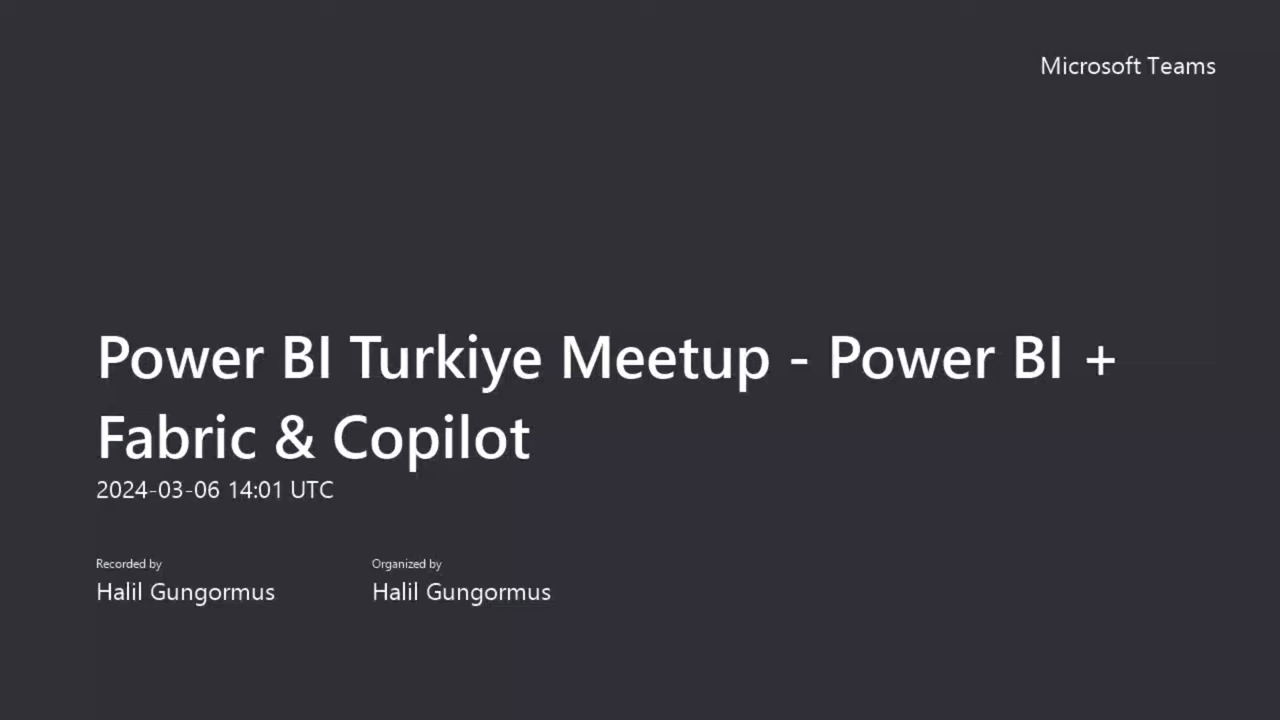 Microsoft Teams
Power BI Turkiye Meetup - Power BI +
Fabric & Copilot
2024-03-06 14:01 UTC
Recorded by
Halil Gungormus
Organized by
Halil Gungormus